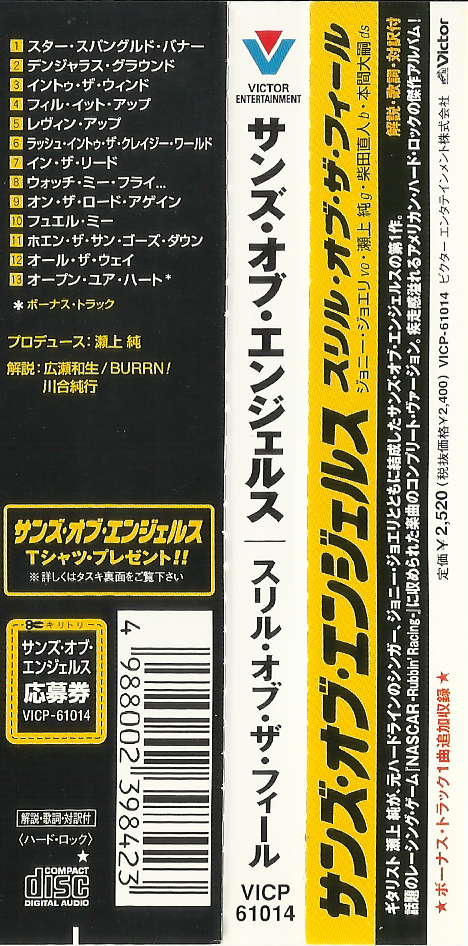 1 スター・スパングルド・バナー
2 デンジャラス・グラウンド
3 イントゥ・ザ・ウィンド
4 フィル・イット・アップ
5 レヴィン・アップ
6 ラッシュ・イントゥ・ザ・クレイジー・ワールド
7 イン・ザ・リード
8 ウォッチ・ミー・フライ...
9 オン・ザ・ロード・アゲイン
10 フュエル・ミー
11 ホエン・ザ・サン・ゴーズ・ダウン
12 オール・ザ・ウェイ
13 オープン・ユア・ハート*
*ボーナス・トラック
プロデュース:瀬上 純
解説:広瀬和生/BURRN!
川合純行
サンズ・オブ・エンジェルス
Tシャツ・プレゼント!!
※詳しくはタスキ裏面をご覧下さい
キリトリ
サンズ・オブ・
エンジェルス
応募券
VICP-61014
4 988002 398423
解説・歌詞・対訳付
〈ハード・ロック〉
★
COMPACT
disc
DIGITAL AUDIO
VICTOR
ENTERTAINMENT
サンズ・オブ・エンジェルス|スリル・オブ・ザ・フィール
VICP
61014
サンズ・オブ・エンジェルス スリル・オブ・ザ・フィール
ジョニー・ジョエリ vo・瀬上 純 g・柴田直人 b・本間大嗣 ds
ギタリスト 瀬上 純が、元ハードラインのシンガー、ジョニー・ジョエリとともに結成したサンズ・オブ・エンジェルスの第1作。
話題のレーシング・ゲーム「NASCAR -Rubbin' Racing-」に収められた楽曲のコンプリート・ヴァージョン。疾走感溢れるアメリカン・ハード・ロックの傑作アルバム!
解説・歌詞・対訳付
★ボーナス・トラック1曲追加収録★
定価¥2,520(税抜価格¥2,400) VICP-61014 ビクター エンタテインメント株式会社 Victor